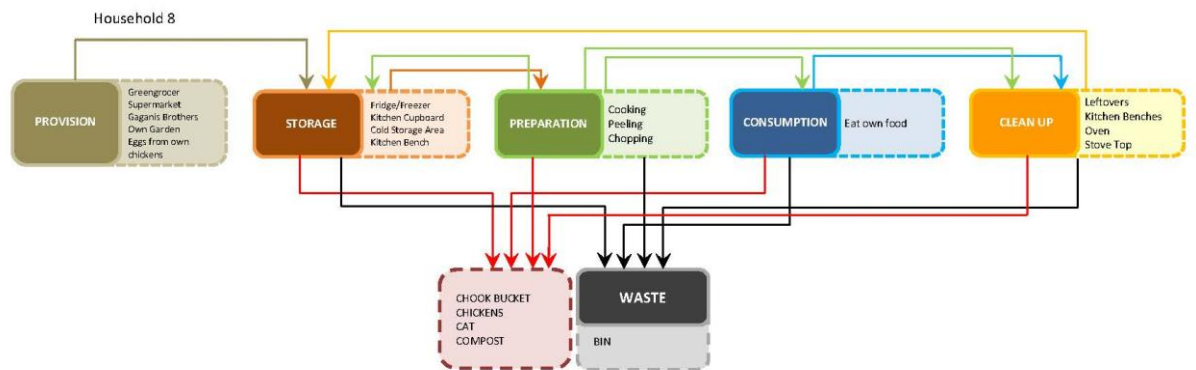 Household 8
PROVISION
Greengrocer
Supermarket
Gaganis Brothers
Own Garden
Eggs from own
chickens
STORAGE
Fridge/Freezer
Kitchen Cupboard
Cold Storage Area
Kitchen Bench
PREPARATION
Cooking
Peeling
Chopping
CONSUMPTION
Eat own food
CLEAN UP
Leftovers
Kitchen Benches
Oven
Stove Top
CHOOK BUCKET
CHICKENS
CAT
COMPOST
WASTE
BIN